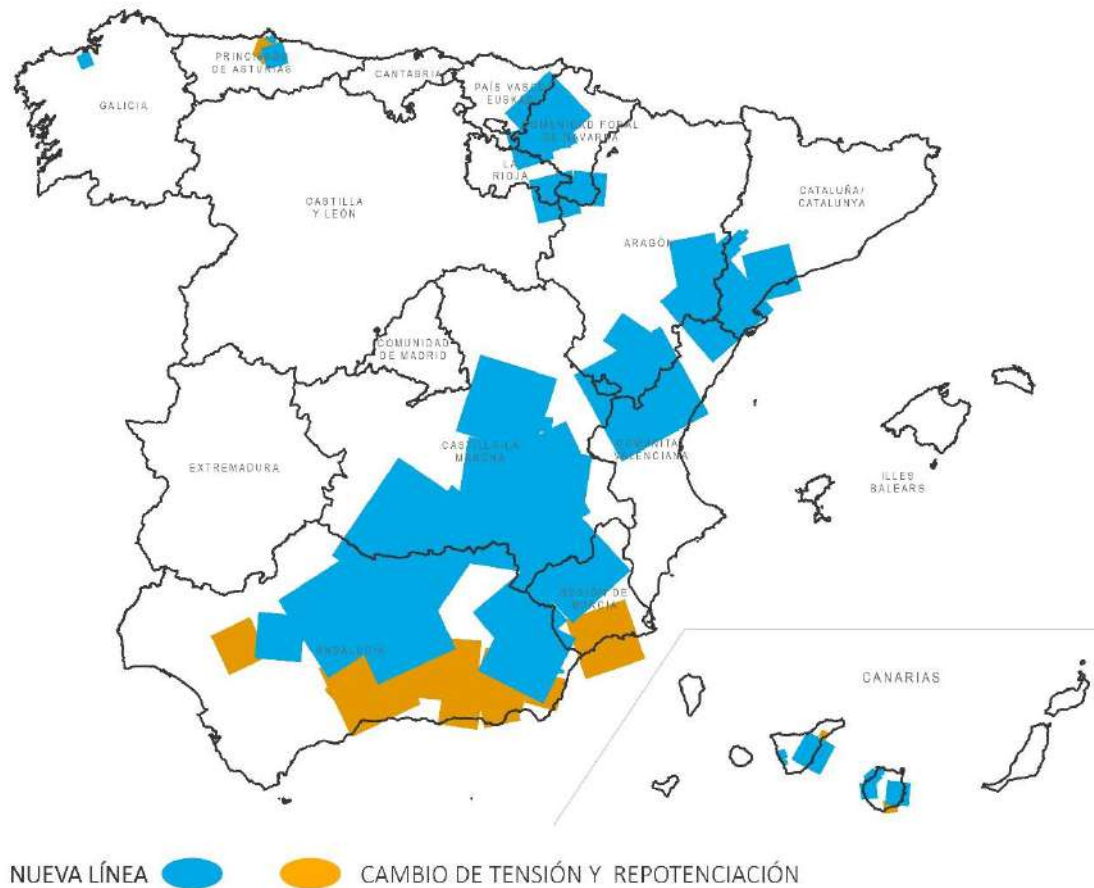 PRINCIPADO
DE ASTURIAS
CANTABRIA
PAÍS VASCO
EUSKADI
GALICIA
COMUNIDAD FORAL
DE NAVARRA
LA
RIOJA
CATALUÑA/
CATALUNYA
CASTILLA
Y LEÓN
ARAGÓN
COMUNIDAD
DE MADRID
CASTILLA-LA
MANCHA
COMUNITAT
VALENCIANA
EXTREMADURA
ILLES
BALEARS
REGIÓN DE
MURCIA
ANDALUCÍA
CANARIAS
NUEVA LÍNEA
CAMBIO DE TENSIÓN Y REPOTENCIACIÓN